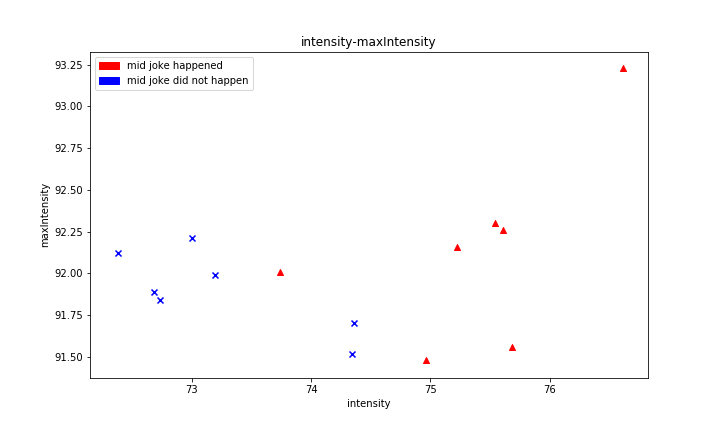 intensity-maxIntensity
mid joke happened
mid joke did not happen
93.25
93.00
92.75
92.50
92.25
92.00
91.75
91.50
maxIntensity
73
74
75
76
intensity